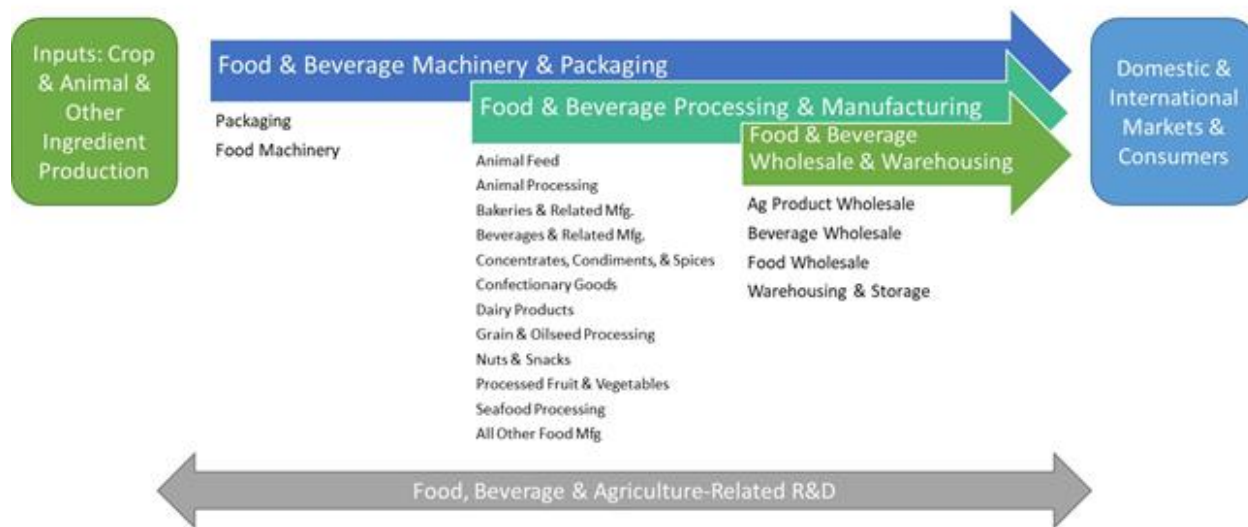 Inputs: Crop
& Animal &
Other
Ingredient
Production
Food & Beverage Machinery & Packaging
Packaging
Food Machinery
Food & Beverage Processing & Manufacturing
Animal Feed
Animal Processing
Bakeries & Related Mfg.
Beverages & Related Mfg.
Concentrates, Condiments, & Spices
Confectionary Goods
Dairy Products
Grain & Oilseed Processing
Nuts & Snacks
Processed Fruit & Vegetables
Seafood Processing
All Other Food Mfg
Food & Beverage
Wholesale & Warehousing
Ag Product Wholesale
Beverage Wholesale
Food Wholesale
Warehousing & Storage
Domestic &
International
Markets &
Consumers
Food, Beverage & Agriculture-Related R&D